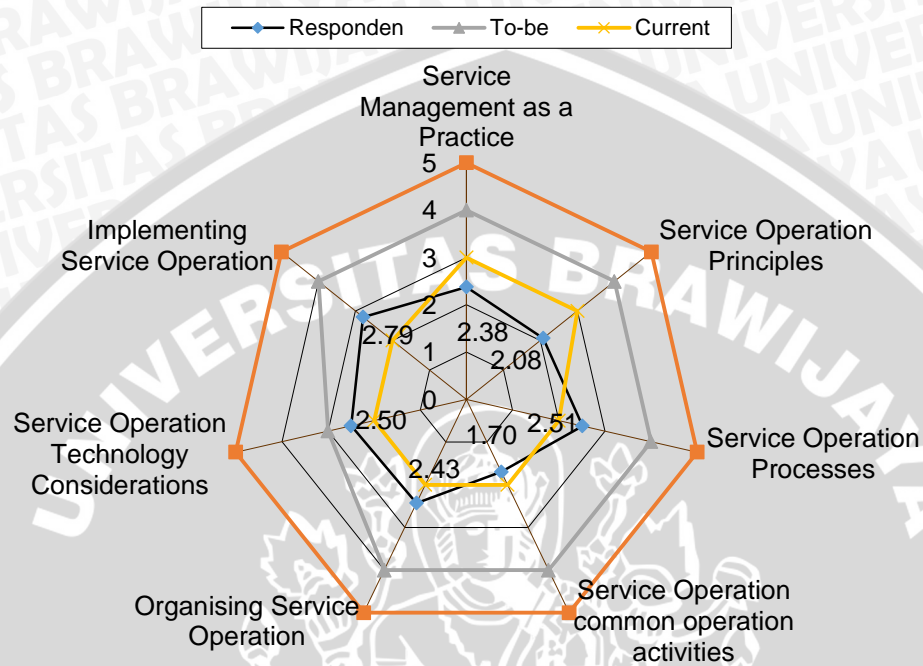 Responden To-be Current
Service
Management as a
Practice
5
4
3
2
1
0
Service Operation
Principles
Service Operation
Processes
Service Operation
common operation
activities
Organising Service
Operation
Service Operation
Technology
Considerations
Implementing
Service Operation
2.38
2.08
2.51
1.70
2.43
2.50
2.79
UNIVERSITAS BRAWIJAYA